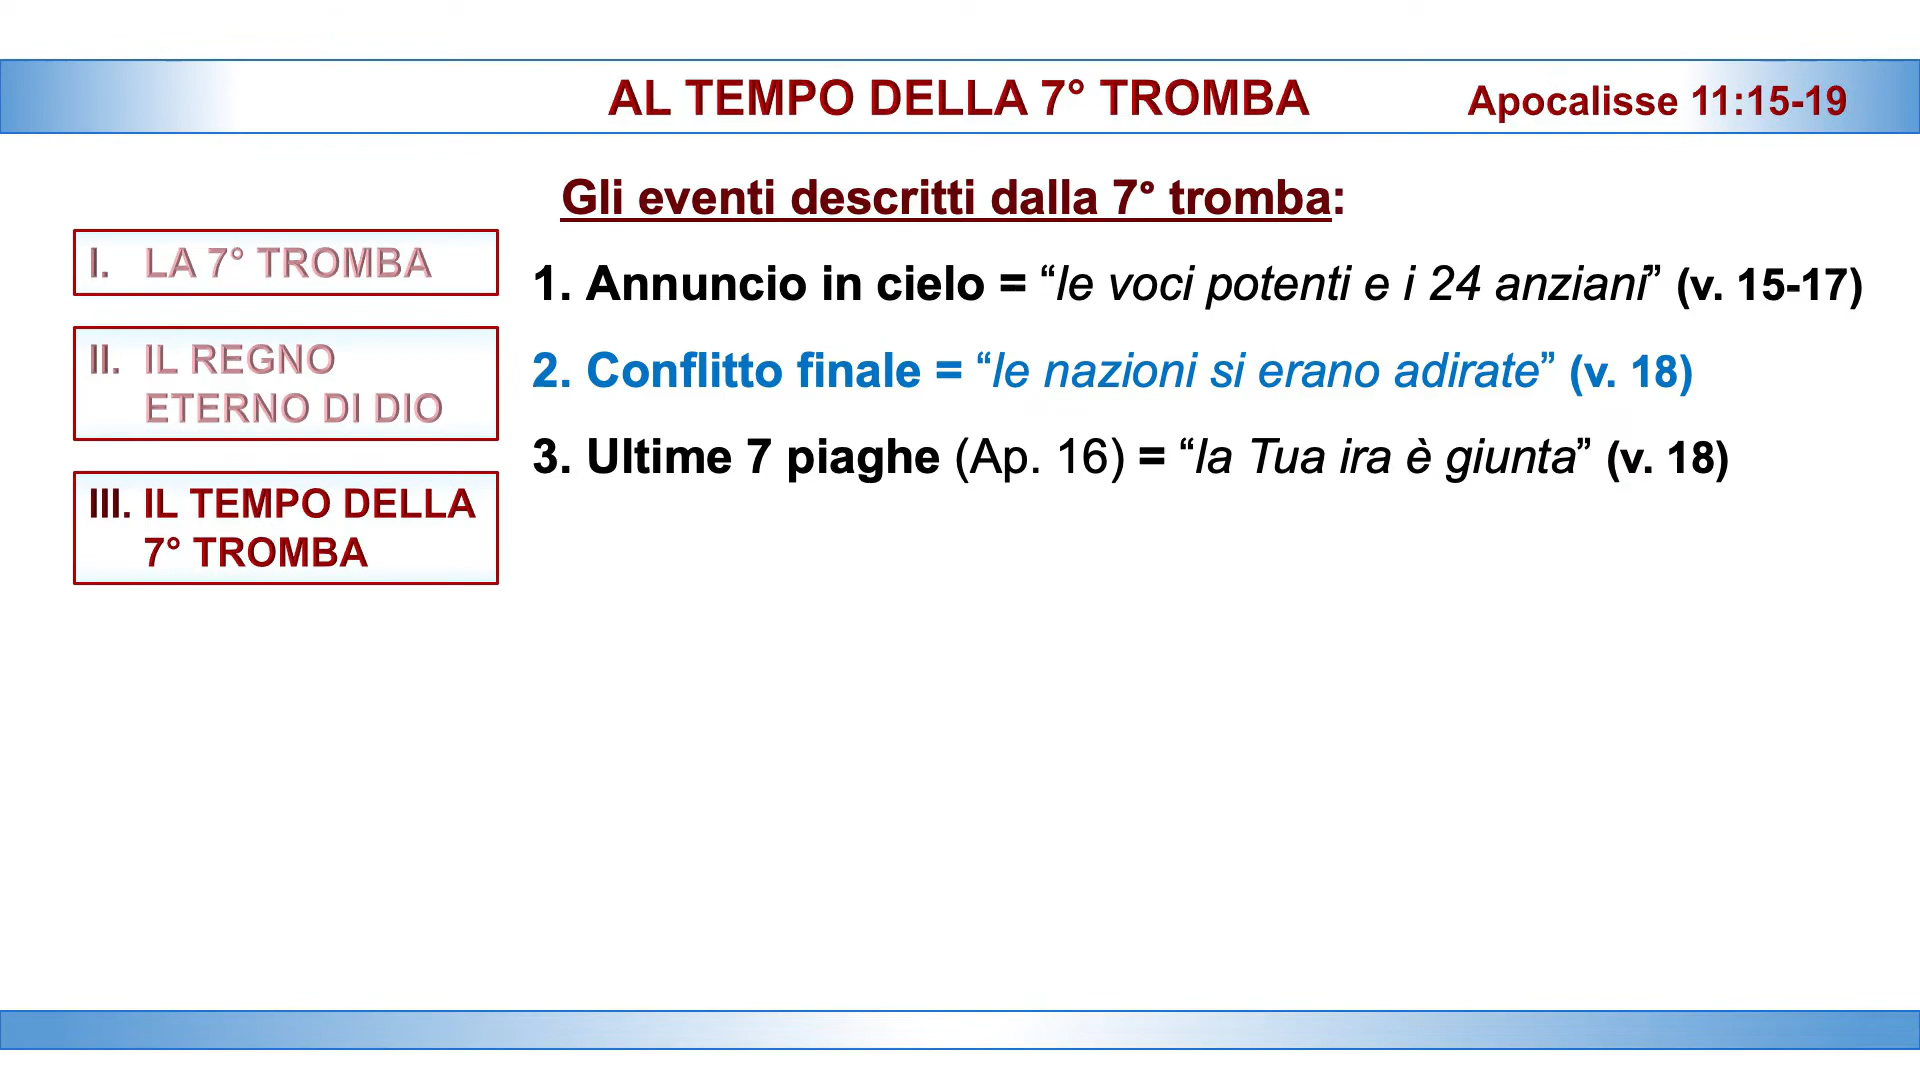 AL TEMPO DELLA 7° TROMBA
Apocalisse 11:15-19
Gli eventi descritti dalla 7° tromba:
I. LA 7° TROMBA
II. IL REGNO
ETERNO DI DIO
III. IL TEMPO DELLA
7° TROMBA
1. Annuncio in cielo = “le voci potenti e i 24 anziani” (v. 15-17)
2. Conflitto finale = “le nazioni si erano adirate” (v. 18)
3. Ultime 7 piaghe (Ap. 16) = “la Tua ira è giunta” (v. 18)